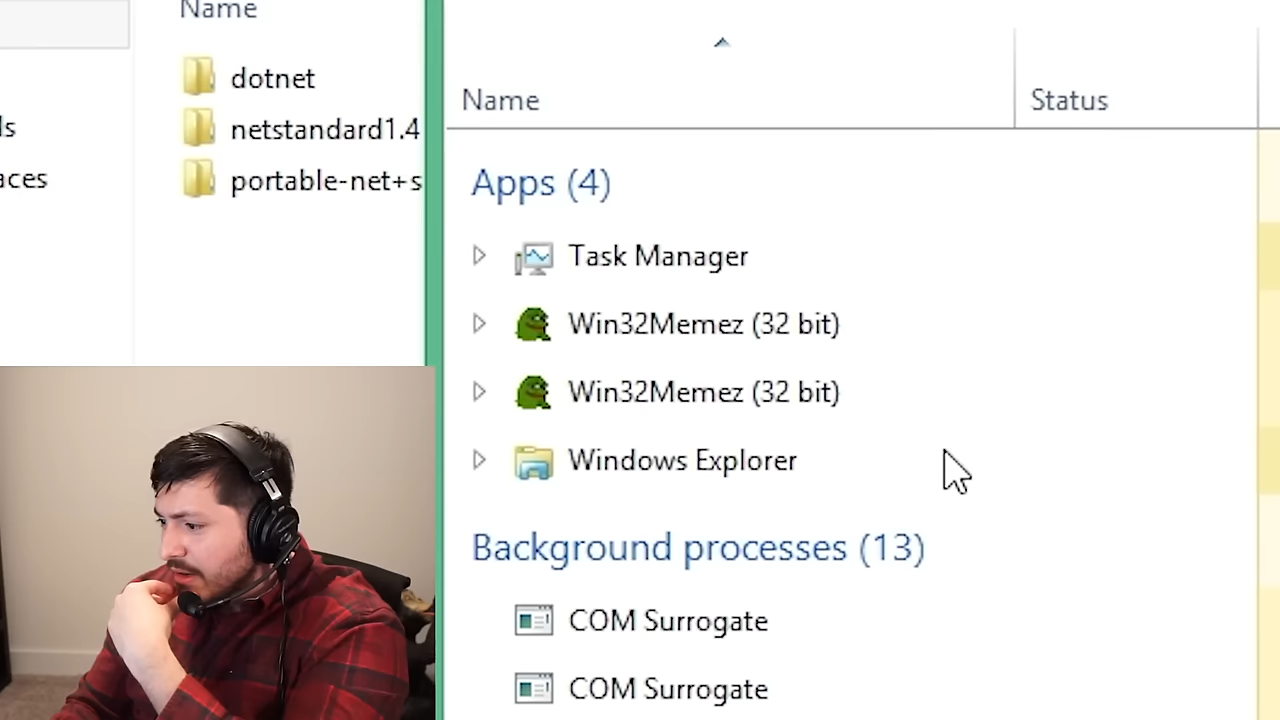 Name
dotnet
netstandard1.4
portable-net+s
ls
aces
Name
Status
Apps (4)
Task Manager
Win32Memez (32 bit)
Win32Memez (32 bit)
Windows Explorer
Background processes (13)
COM Surrogate
COM Surrogate